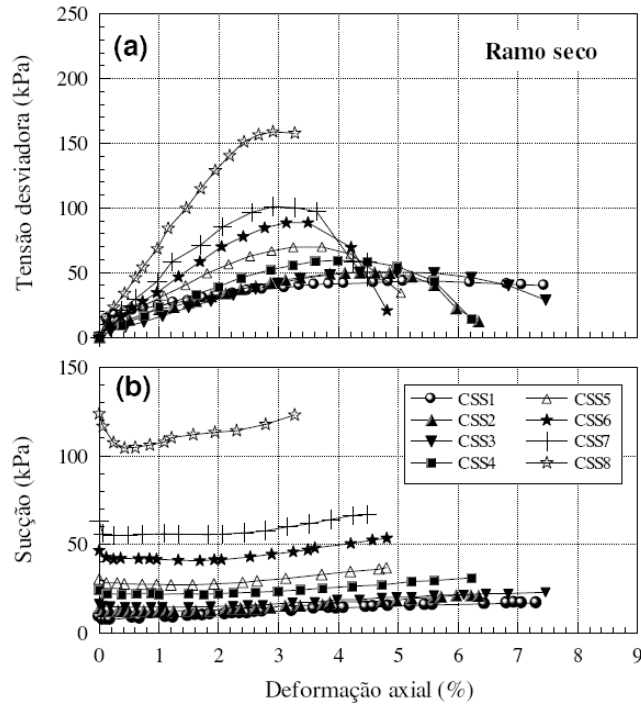 (a)
Ramo seco
Tensão desviadora (kPa)
250
200
150
100
50
0
(b)
Sucção (kPa)
150
100
50
0
CSS1 CSS5
CSS2 CSS6
CSS3 CSS7
CSS4 CSS8
0 1 2 3 4 5 6 7 8 9
Deformação axial (%)